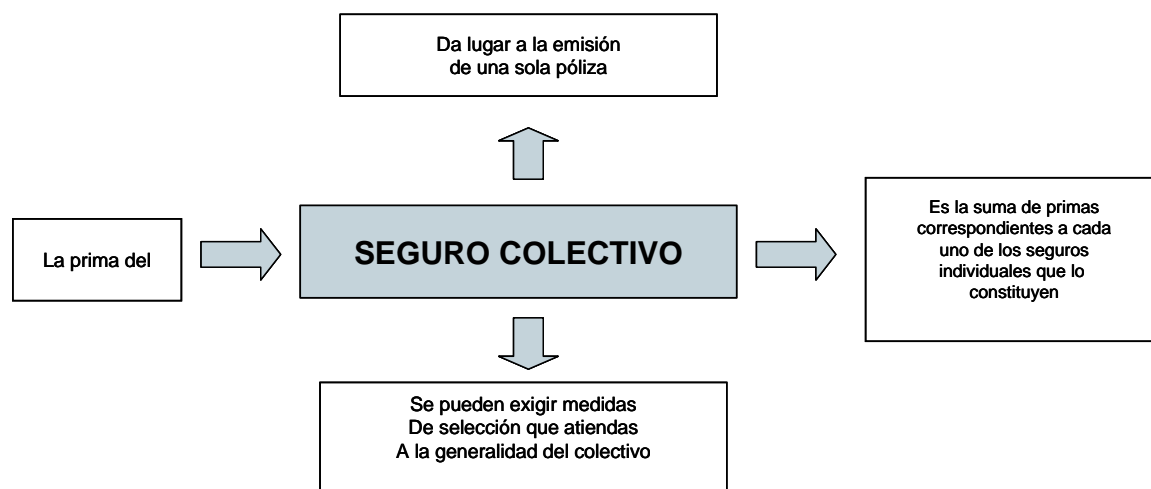 Da lugar a la emisión
de una sola póliza
La prima del
SEGURO COLECTIVO
Es la suma de primas
correspondientes a cada
uno de los seguros
individuales que lo
constituyen
Se pueden exigir medidas
De selección que atiendas
A la generalidad del colectivo